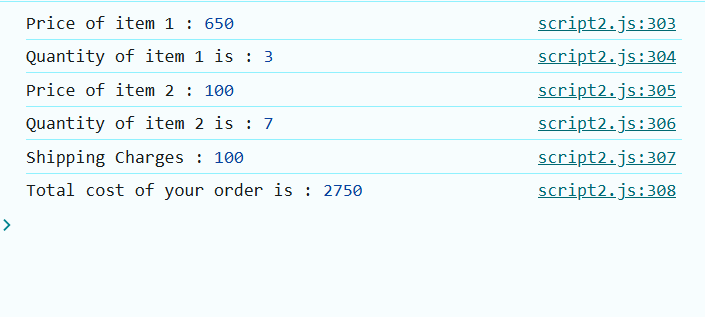 Price of item 1 : 650 script2.js:303
Quantity of item 1 is : 3 script2.js:304
Price of item 2 : 100 script2.js:305
Quantity of item 2 is : 7 script2.js:306
Shipping Charges : 100 script2.js:307
Total cost of your order is : 2750 script2.js:308